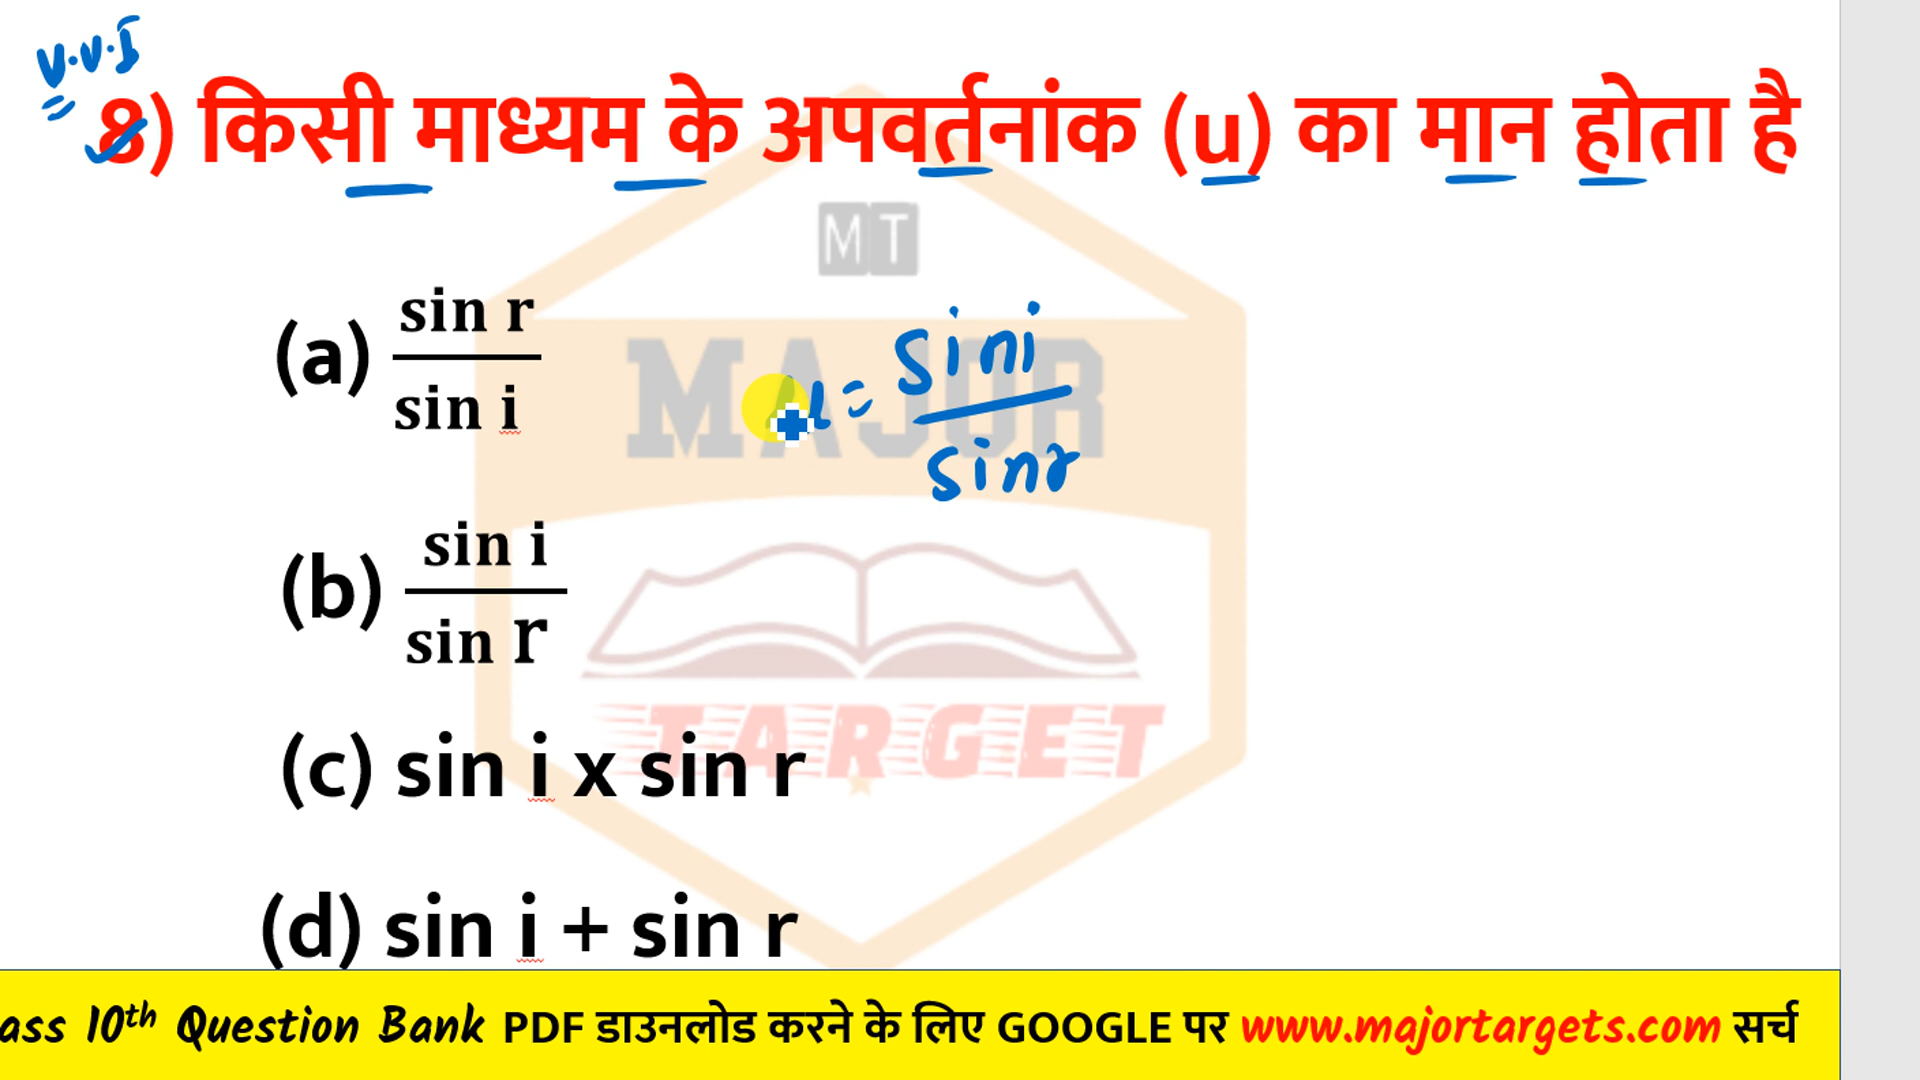 V.V.I
8) किसी माध्यम के अपवर्तनांक (u) का मान होता है
MT
MAJOR
TARGET
(a) sin r
sin i
u = sin i
sin r
(b) sin i
sin r
(c) sin i x sin r
(d) sin i + sin r
ass 10th Question Bank PDF डाउनलोड करने के लिए GOOGLE पर www.majortargets.com सर्च